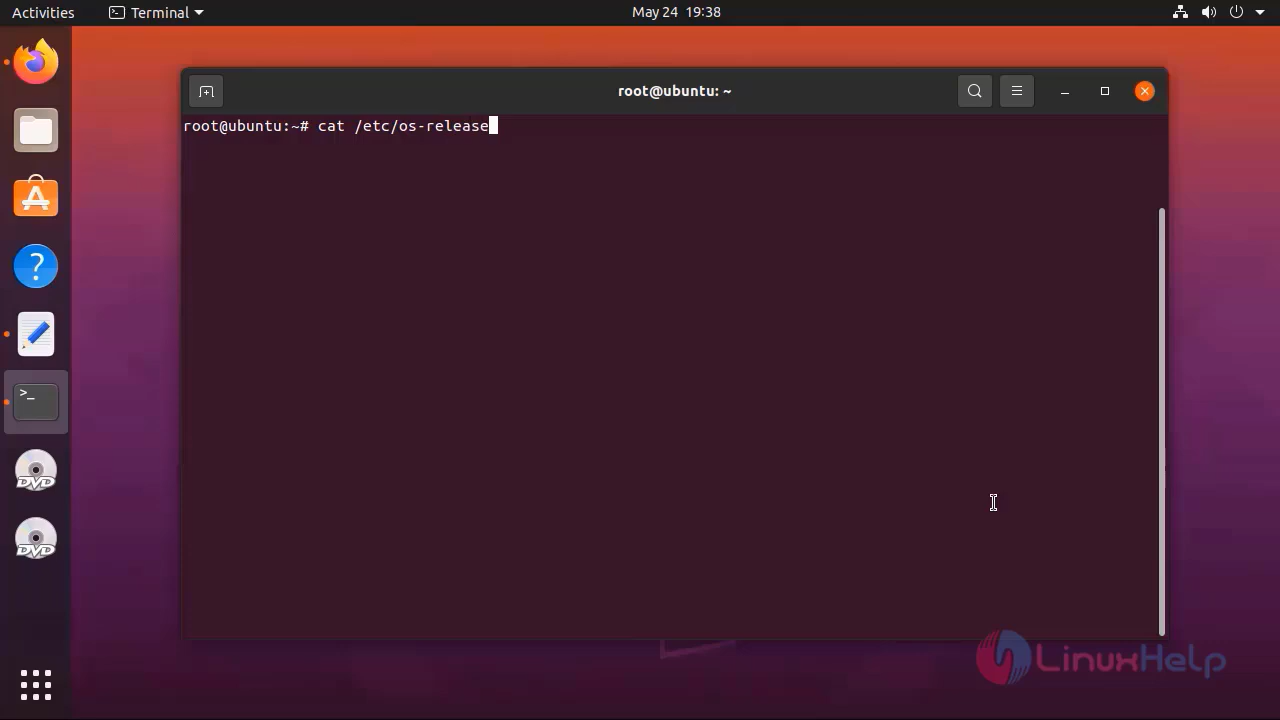 Activities Terminal May 24 19:38
root@ubuntu: ~
root@ubuntu:~# cat /etc/os-release
>_
DVD
DVD
LinuxHelp